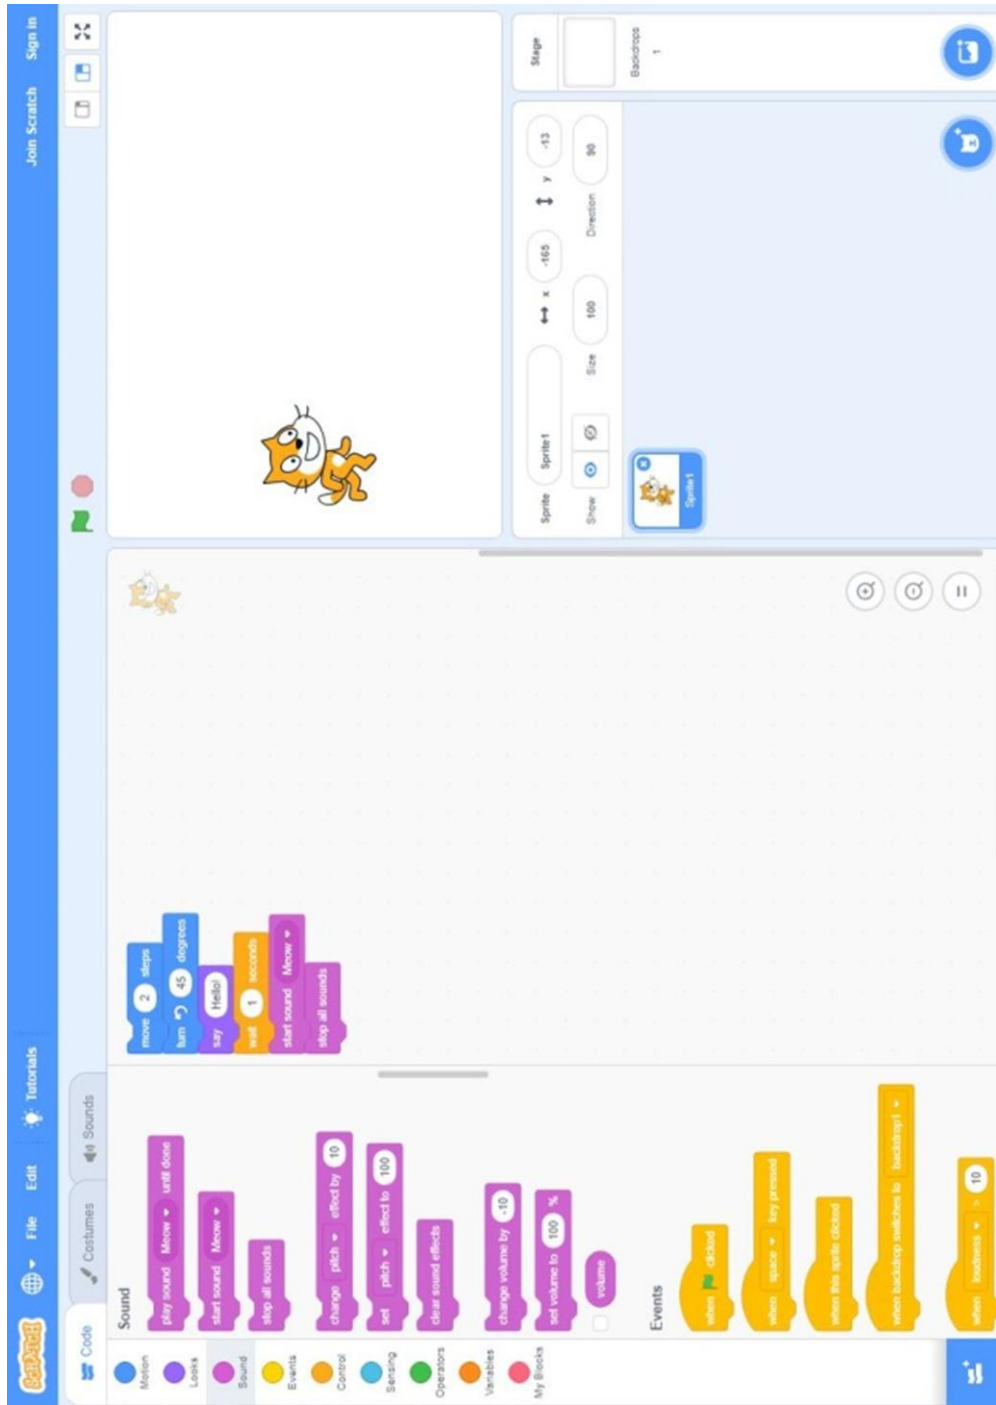 SCRATCH File Edit Tutorials Join Scratch Sign in
Code Costumes Sounds
Motion
Looks
Sound
Events
Control
Sensing
Operators
Variables
My Blocks
Sound
play sound Meow until done
start sound Meow
stop all sounds
change pitch effect by 10
set pitch effect to 100
clear sound effects
change volume by -10
set volume to 100 %
volume
Events
when clicked
when space key pressed
when this sprite clicked
when backdrop switches to backdrop1
when loudness > 10
move 2 steps
turn 45 degrees
say Hello!
wait 1 seconds
start sound Meow
stop all sounds
Sprite Sprite1 x -165 y -13
Show Size 100 Direction 90
Sprite1
Stage
Backdrops
1